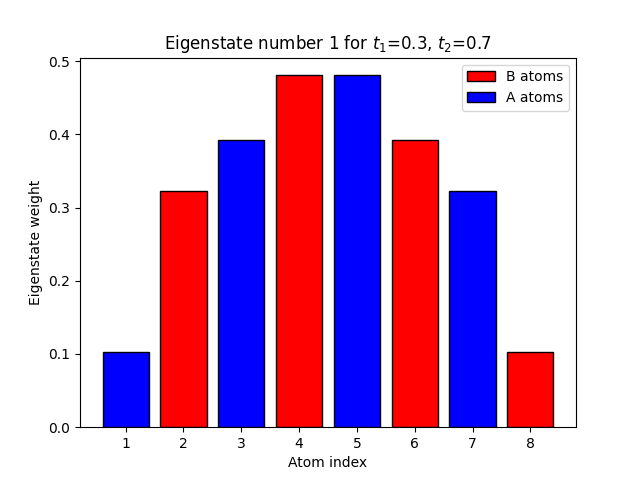 Eigenstate number 1 for t₁=0.3, t₂=0.7
B atoms
A atoms
Eigenstate weight
0.5
0.4
0.3
0.2
0.1
0.0
1 2 3 4 5 6 7 8
Atom index